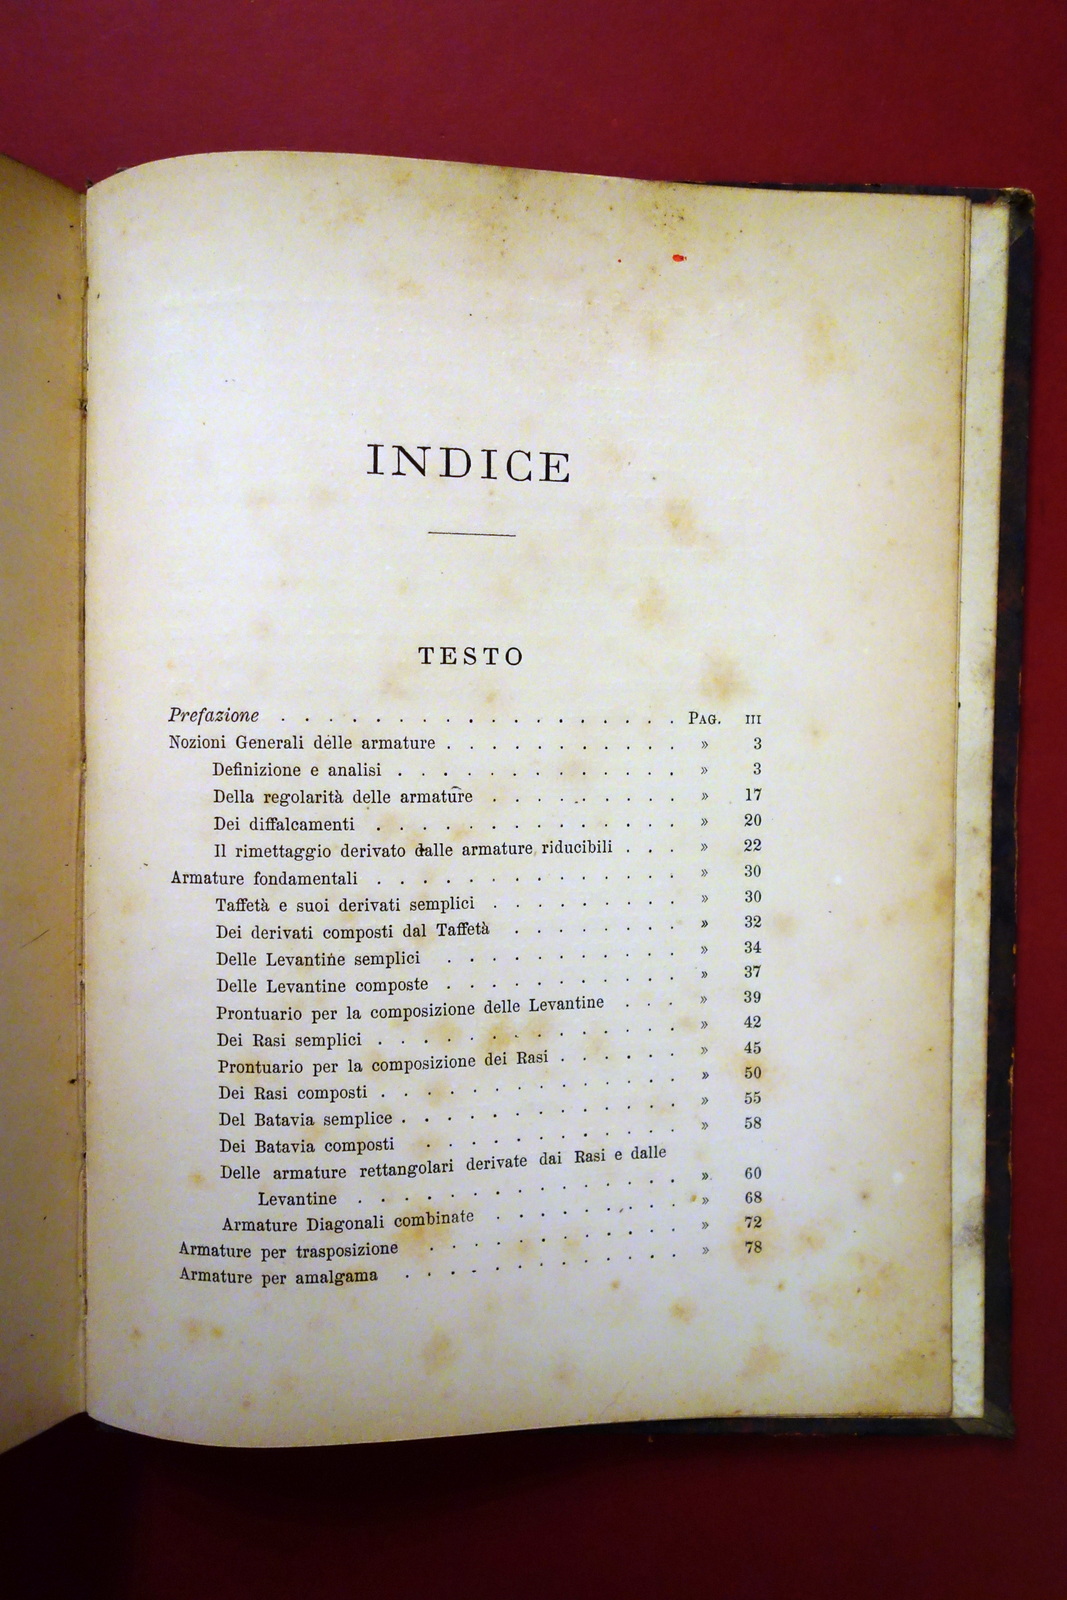 INDICE
TESTO
Prefazione . . . . . . . . . . . . . . . . . . PAG. III
Nozioni Generali delle armature . . . . . . . . . . . » 3
Definizione e analisi . . . . . . . . . . . . . » 3
Della regolarità delle armature . . . . . . . . . » 17
Dei diffalcamenti . . . . . . . . . . . . . . » 20
Il rimettaggio derivato dalle armature riducibili . . . » 22
Armature fondamentali . . . . . . . . . . . . . . » 30
Taffetà e suoi derivati semplici . . . . . . . . . » 30
Dei derivati composti dal Taffetà . . . . . . . . » 32
Delle Levantine semplici . . . . . . . . . . . » 34
Delle Levantine composte . . . . . . . . . . . » 37
Prontuario per la composizione delle Levantine . . . » 39
Dei Rasi semplici . . . . . . . . . . . . . . » 42
Prontuario per la composizione dei Rasi . . . . . . » 45
Dei Rasi composti . . . . . . . . . . . . . . » 50
Del Batavia semplice . . . . . . . . . . . . . » 55
Dei Batavia composti . . . . . . . . . . . . » 58
Delle armature rettangolari derivate dai Rasi e dalle
Levantine . . . . . . . . . . . . . . . » 60
Armature Diagonali combinate . . . . . . . . . » 68
Armature per trasposizione . . . . . . . . . . . . » 72
Armature per amalgama . . . . . . . . . . . . . » 78